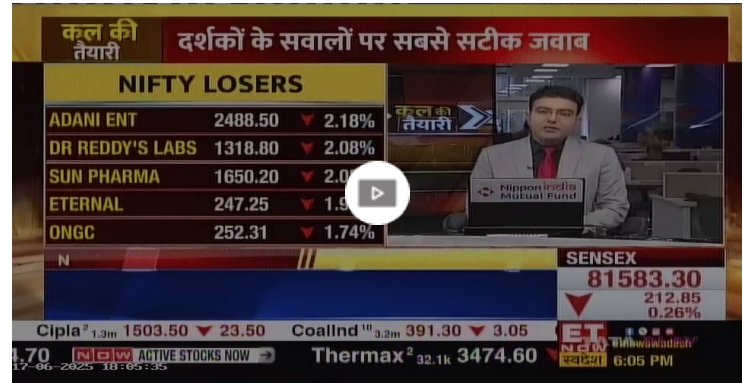 कल की
तैयारी
दर्शकों के सवालों पर सबसे सटीक जवाब
NIFTY LOSERS
ADANI ENT 2488.50 2.18%
DR REDDY'S LABS 1318.80 2.08%
SUN PHARMA 1650.20
ETERNAL 247.25
ONGC 252.31 1.74%
कल की
तैयारी
Nippon india
Mutual Fund
N
SENSEX
81583.30
212.85
0.26%
Cipla 2 1.3m 1503.50 23.50 CoalInd 10 3.2m 391.30 3.05
4.70 NOW ACTIVE STOCKS NOW Thermax 2 32.1k 3474.60
17-06-2025 18:05:35
ET
NOW
स्वदेश
6:05 PM